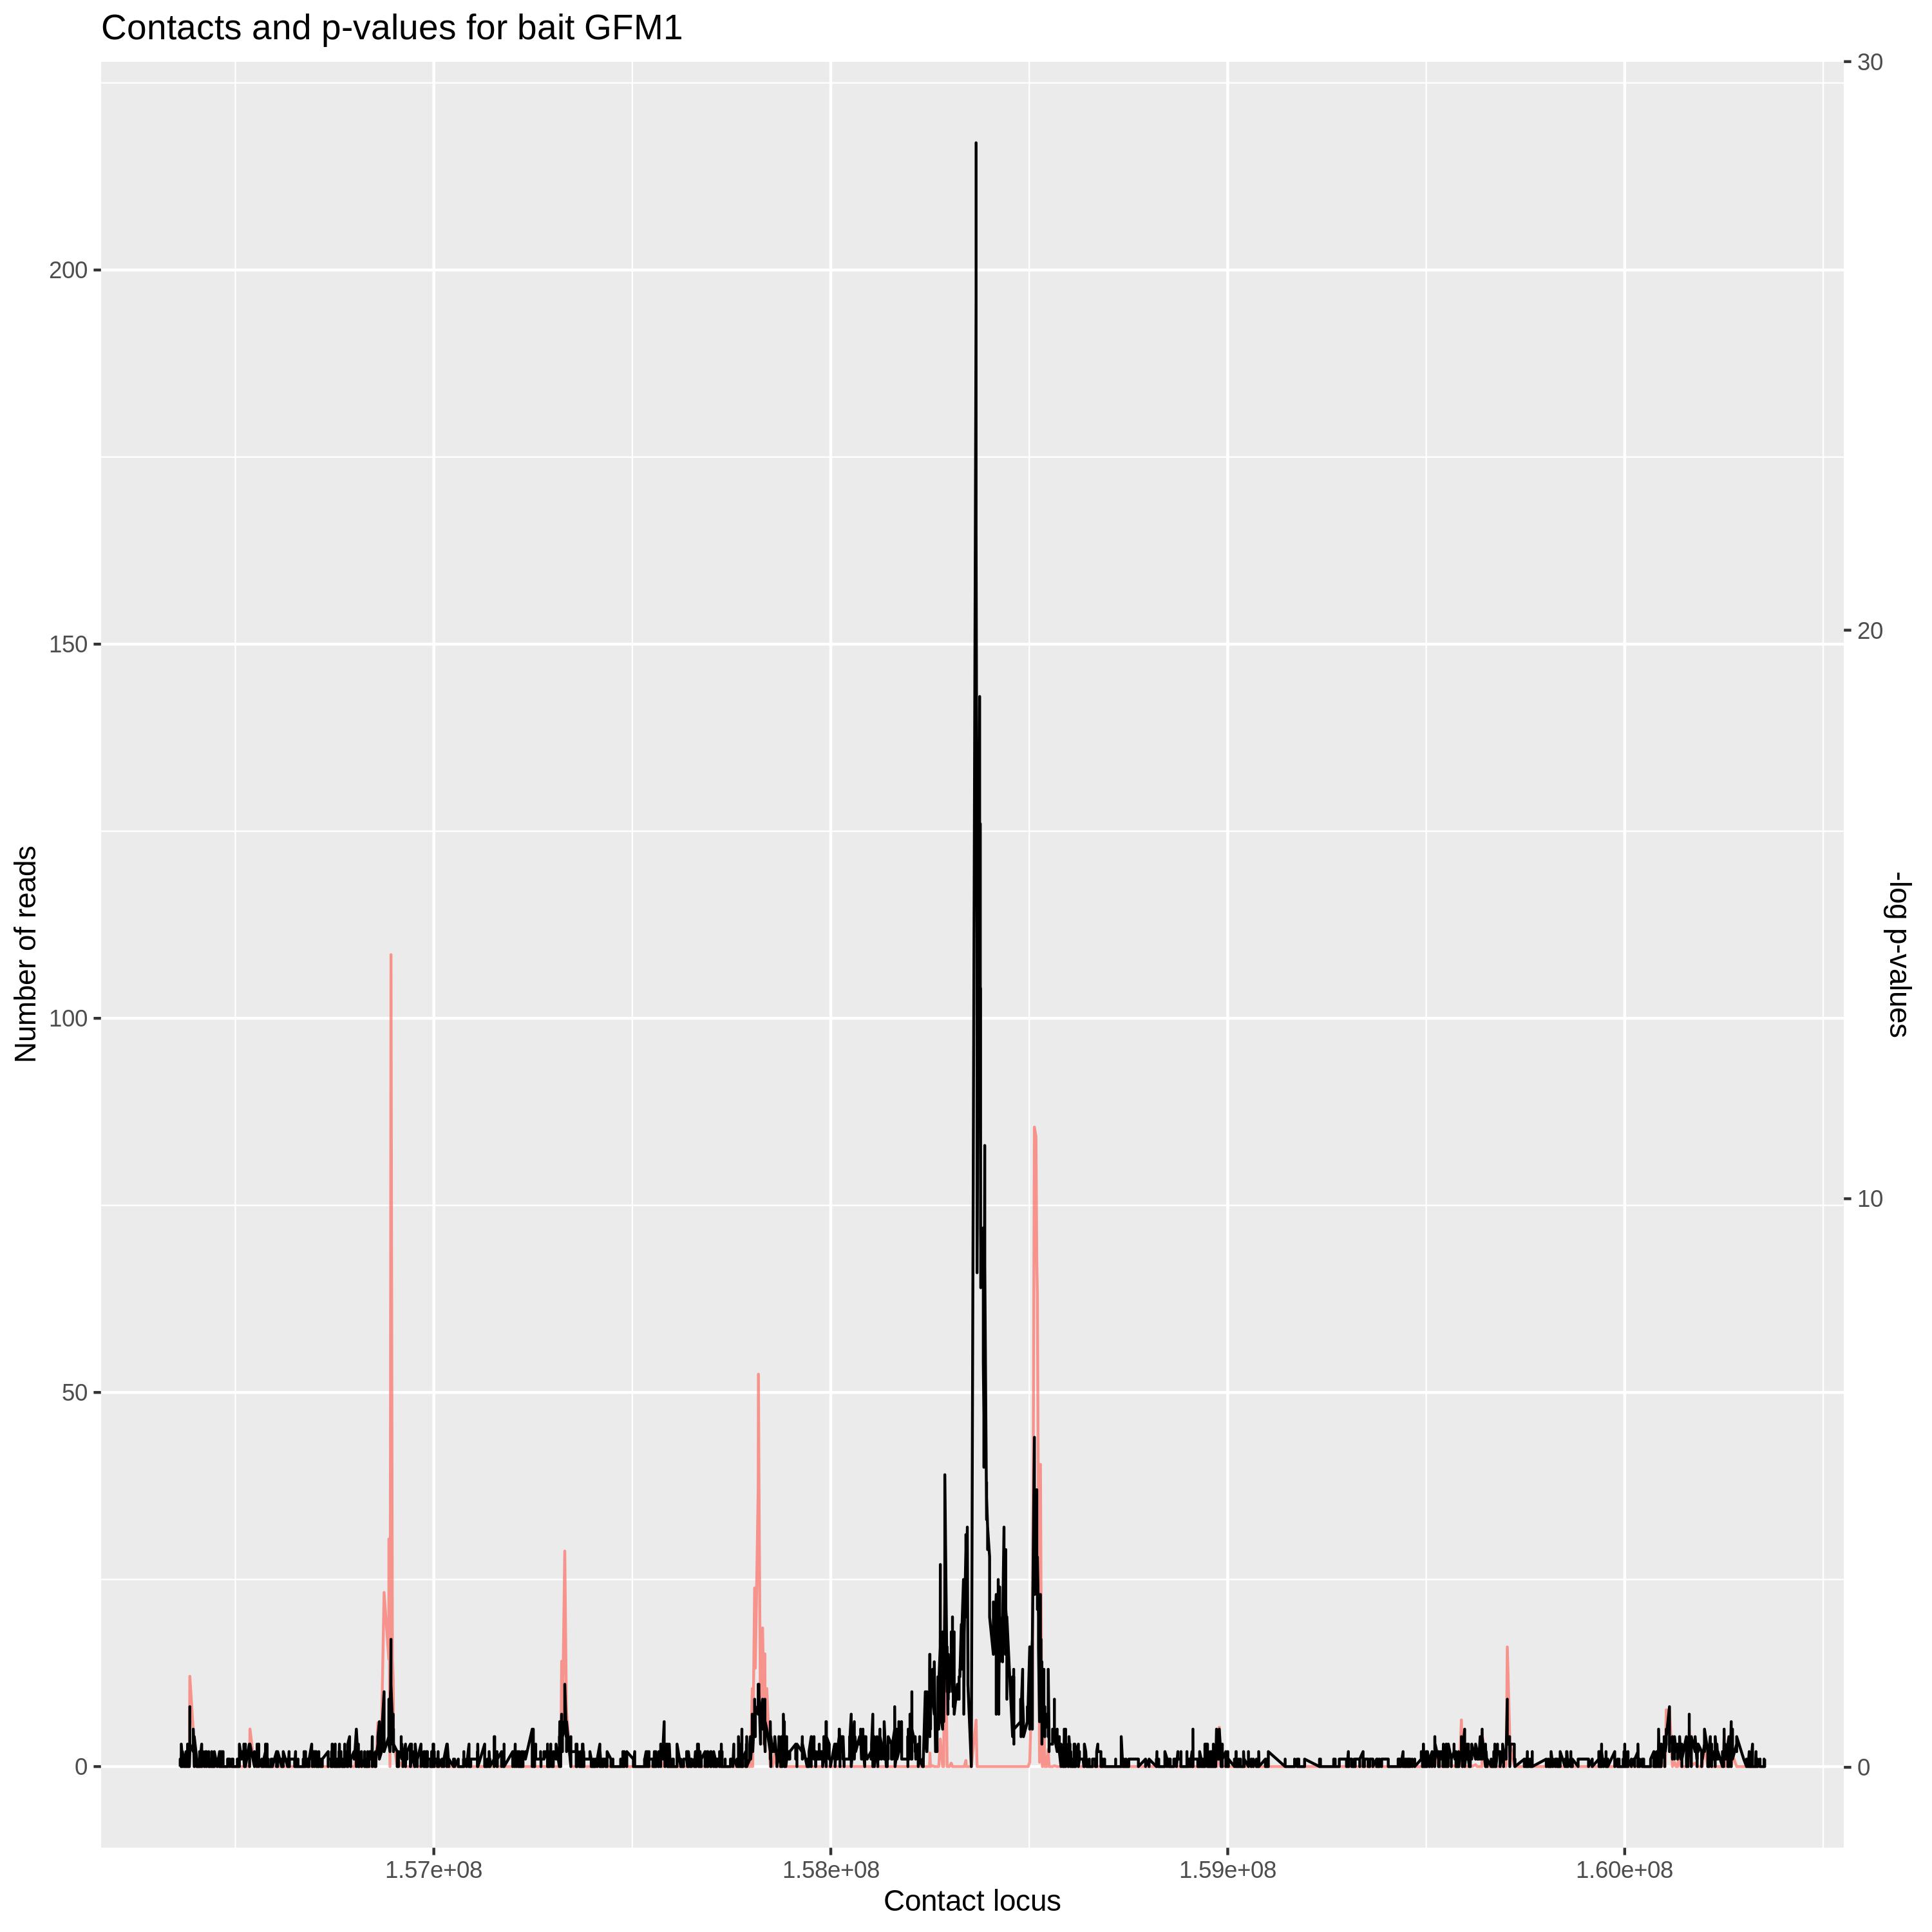 Contacts and p-values for bait GFM1
30
200
150
20
Number of reads
-log p-values
100
10
50
0
0
1.57e+08
1.58e+08
1.59e+08
1.60e+08
Contact locus